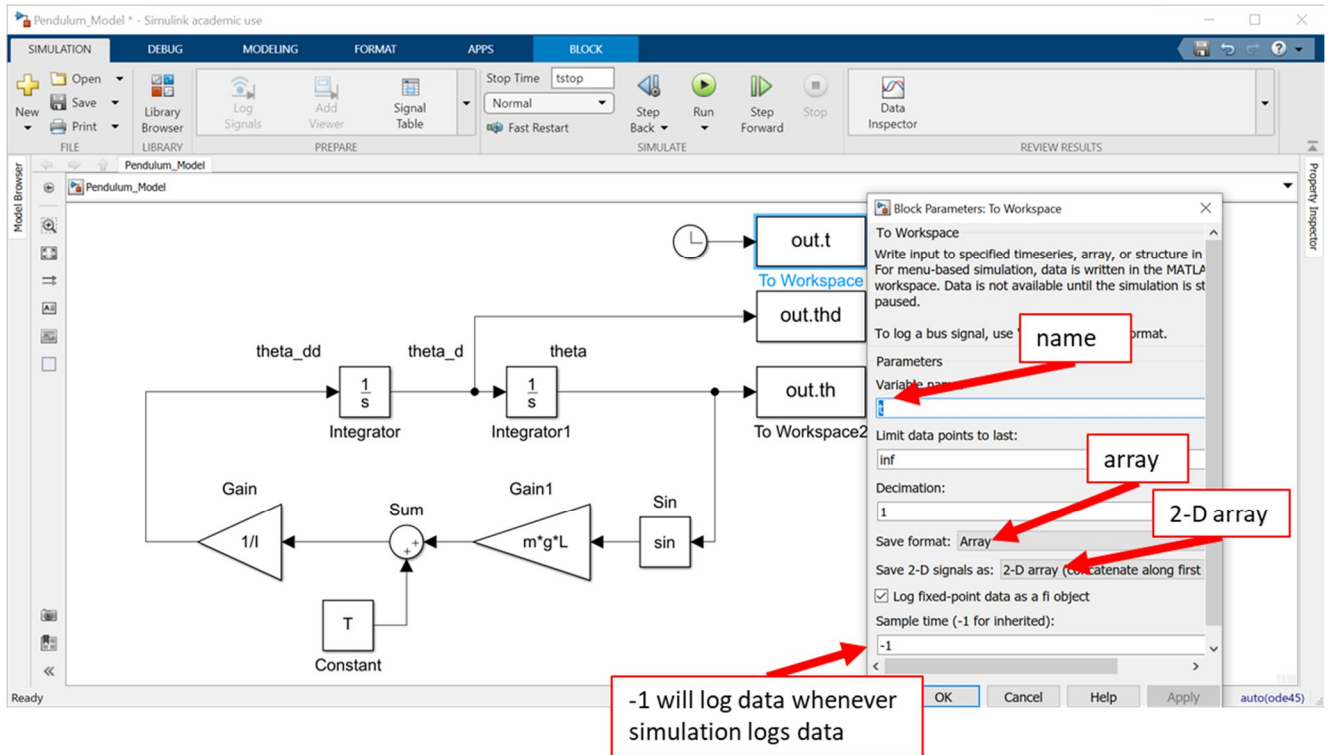 Pendulum_Model * - Simulink academic use
SIMULATION DEBUG MODELING FORMAT APPS BLOCK
New
Open
Save
Print
FILE
Library
Browser
LIBRARY
Log
Signals
Add
Viewer
Signal
Table
PREPARE
Stop Time tstop
Normal
Fast Restart
Step
Back
Run
Step
Forward
Stop
SIMULATE
Data
Inspector
REVIEW RESULTS
Model Browser
Pendulum_Model
Pendulum_Model
Property Inspector
out.t
To Workspace
out.thd
theta_dd theta_d theta
1
s
Integrator
1
s
Integrator1
out.th
To Workspace2
Gain
1/I
Sum
+
+
Gain1
m*g*L
Sin
sin
T
Constant
Block Parameters: To Workspace
To Workspace
Write input to specified timeseries, array, or structure in
For menu-based simulation, data is written in the MATLA
workspace. Data is not available until the simulation is st
paused.
To log a bus signal, use
name
Parameters
Variable
t
Limit data points to last:
inf
array
Decimation:
1
2-D array
Save format: Array
Save 2-D signals as: 2-D array (concatenate along first
Log fixed-point data as a fi object
Sample time (-1 for inherited):
-1
-1 will log data whenever
simulation logs data
OK Cancel Help Apply
Ready
auto(ode45)